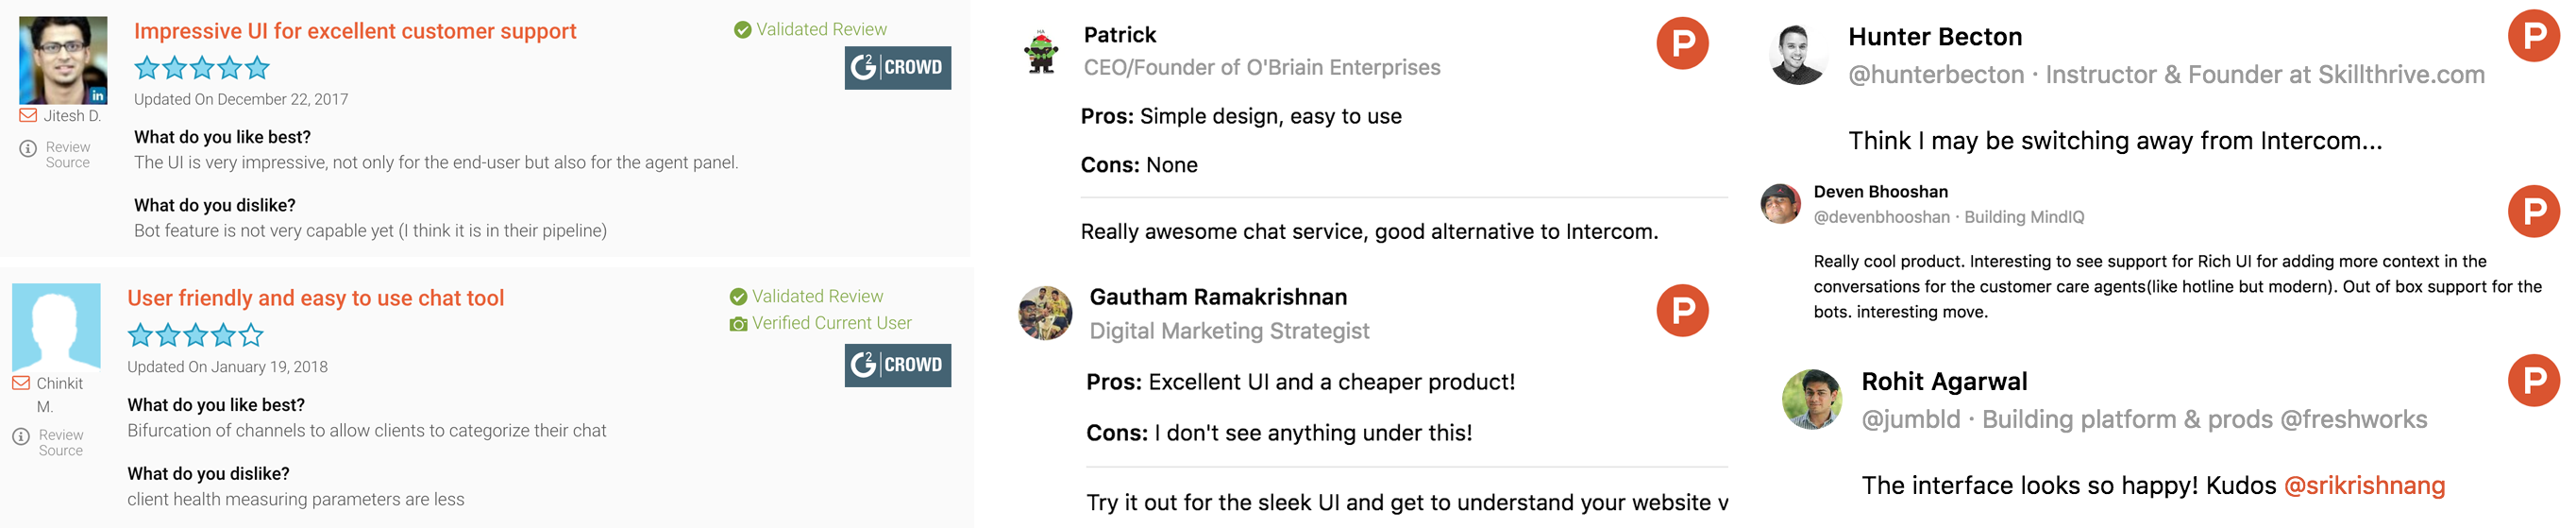 Impressive UI for excellent customer support
Validated Review
G2 | CROWD
Updated On December 22, 2017
in
Jitesh D.
Review
Source
What do you like best?
The UI is very impressive, not only for the end-user but also for the agent panel.
What do you dislike?
Bot feature is not very capable yet (I think it is in their pipeline)
User friendly and easy to use chat tool
Validated Review
Verified Current User
G2 | CROWD
Updated On January 19, 2018
Chinkit
M.
Review
Source
What do you like best?
Bifurcation of channels to allow clients to categorize their chat
What do you dislike?
client health measuring parameters are less
HA
Patrick
P
CEO/Founder of O'Briain Enterprises
Pros: Simple design, easy to use
Cons: None
Really awesome chat service, good alternative to Intercom.
Gautham Ramakrishnan
P
Digital Marketing Strategist
Pros: Excellent UI and a cheaper product!
Cons: I don't see anything under this!
Try it out for the sleek UI and get to understand your website v
Hunter Becton
P
@hunterbecton · Instructor & Founder at Skillthrive.com
Think I may be switching away from Intercom...
Deven Bhooshan
P
@devenbhooshan · Building MindIQ
Really cool product. Interesting to see support for Rich UI for adding more context in the
conversations for the customer care agents(like hotline but modern). Out of box support for the
bots. interesting move.
Rohit Agarwal
P
@jumbld · Building platform & prods @freshworks
The interface looks so happy! Kudos @srikrishnang